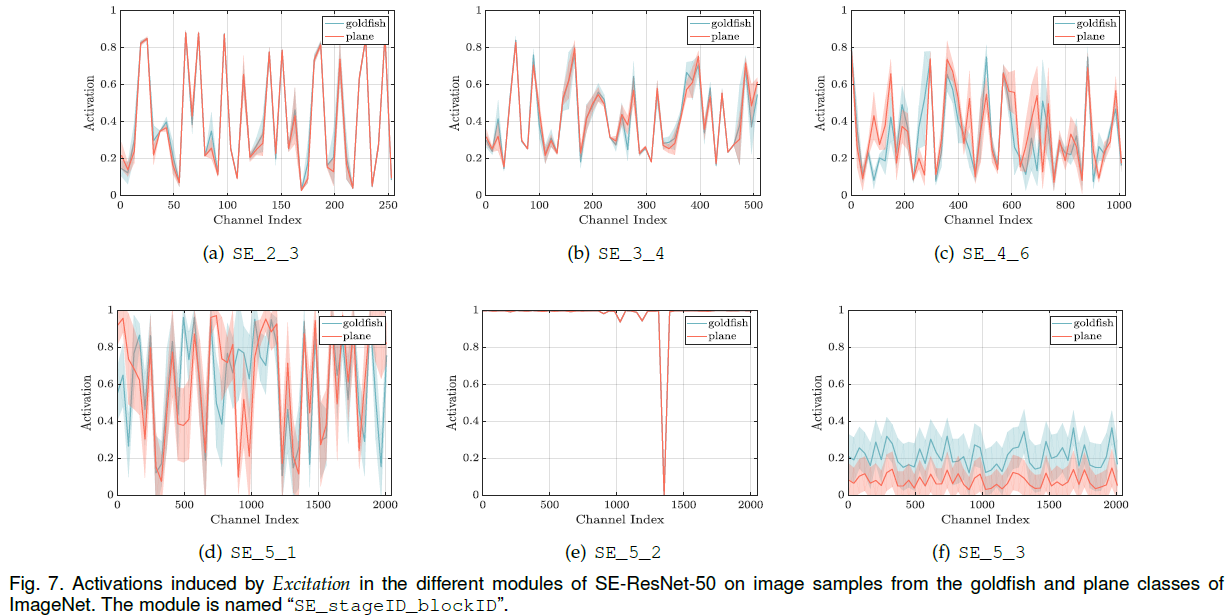 1
0.8
0.6
0.4
0.2
0
Activation
goldfish
plane
0 50 100 150 200 250
Channel Index
(a) SE_2_3
1
0.8
0.6
0.4
0.2
0
Activation
goldfish
plane
0 100 200 300 400 500
Channel Index
(b) SE_3_4
1
0.8
0.6
0.4
0.2
0
Activation
goldfish
plane
0 200 400 600 800 1000
Channel Index
(c) SE_4_6
1
0.8
0.6
0.4
0.2
0
Activation
goldfish
plane
0 500 1000 1500 2000
Channel Index
(d) SE_5_1
1
0.8
0.6
0.4
0.2
0
Activation
goldfish
plane
0 500 1000 1500 2000
Channel Index
(e) SE_5_2
1
0.8
0.6
0.4
0.2
0
Activation
goldfish
plane
0 500 1000 1500 2000
Channel Index
(f) SE_5_3
Fig. 7. Activations induced by Excitation in the different modules of SE-ResNet-50 on image samples from the goldfish and plane classes of
ImageNet. The module is named “SE_stageID_blockID”.